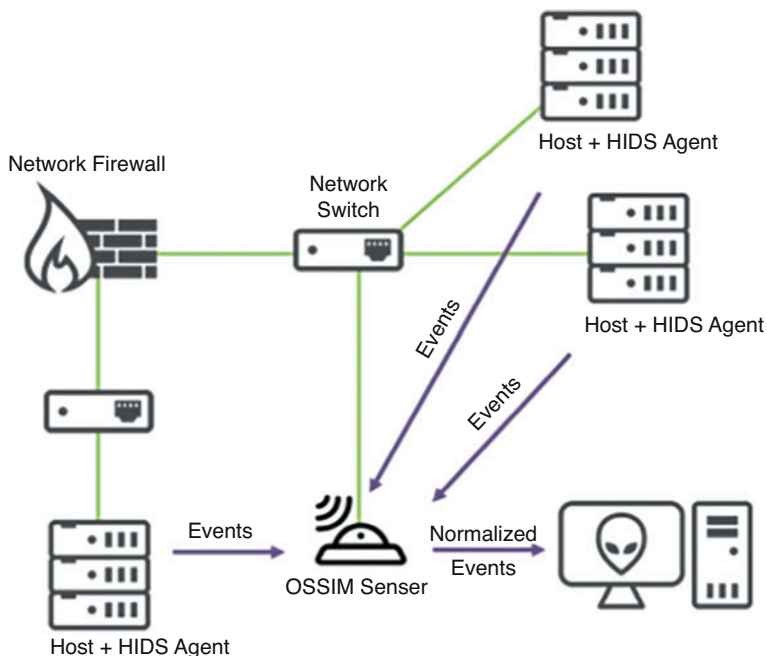 Host + HIDS Agent
Network Firewall
Network
Switch
Host + HIDS Agent
Events
Events
Events
Normalized
Events
OSSIM Senser
Host + HIDS Agent